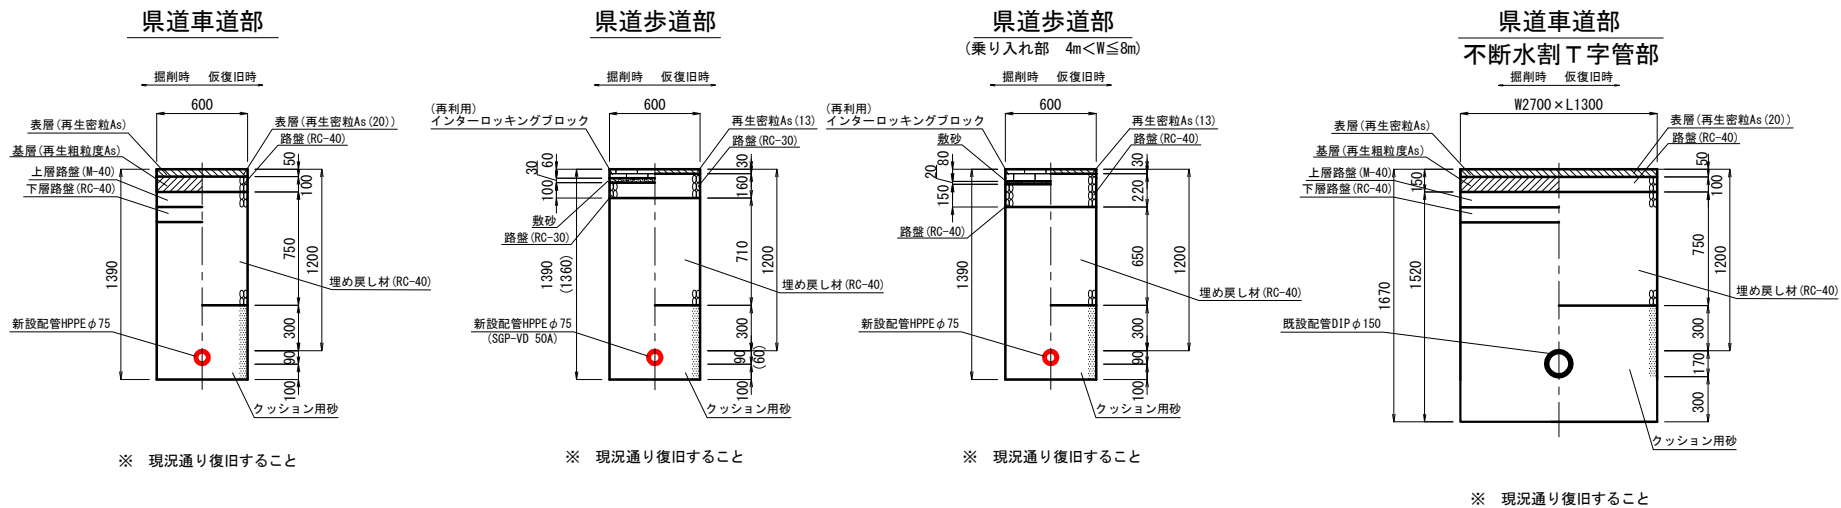 県道車道部
掘削時 仮復旧時
600
表層(再生密粒As)
基層(再生粗粒度As)
上層路盤(M-40)
下層路盤(RC-40)
表層(再生密粒As(20))
路盤(RC-40)
50
100
750
1200
1390
埋め戻し材(RC-40)
新設配管HPPEφ75
300
90
100
クッション用砂
※ 現況通り復旧すること
県道歩道部
掘削時 仮復旧時
600
(再利用)
インターロッキングブロック
再生密粒As(13)
路盤(RC-30)
60
30
100
30
160
敷砂
路盤(RC-30)
710
1200
1390
(1360)
埋め戻し材(RC-40)
新設配管HPPEφ75
(SGP-VD 50A)
300
90
(60)
100
クッション用砂
※ 現況通り復旧すること
県道歩道部
(乗り入れ部 4m<W≦8m)
掘削時 仮復旧時
600
(再利用)
インターロッキングブロック
敷砂
再生密粒As(13)
路盤(RC-40)
80
20
150
30
220
路盤(RC-40)
650
1200
1390
埋め戻し材(RC-40)
新設配管HPPEφ75
300
90
100
クッション用砂
※ 現況通り復旧すること
県道車道部
不断水割T字管部
掘削時 仮復旧時
W2700×L1300
表層(再生密粒As)
基層(再生粗粒度As)
上層路盤(M-40)
下層路盤(RC-40)
表層(再生密粒As(20))
路盤(RC-40)
50
100
150
750
1200
1520
1670
埋め戻し材(RC-40)
既設配管DIPφ150
300
170
300
クッション用砂
※ 現況通り復旧すること